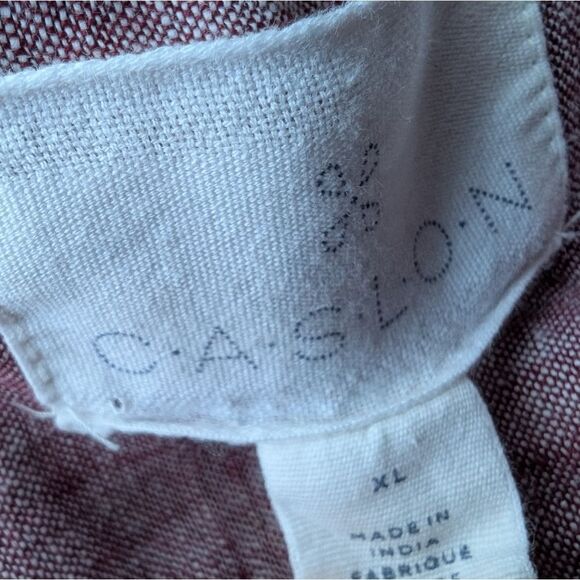 C·A·S·L·O·N
XL
MADE IN
INDIA
FABRIQUÉ